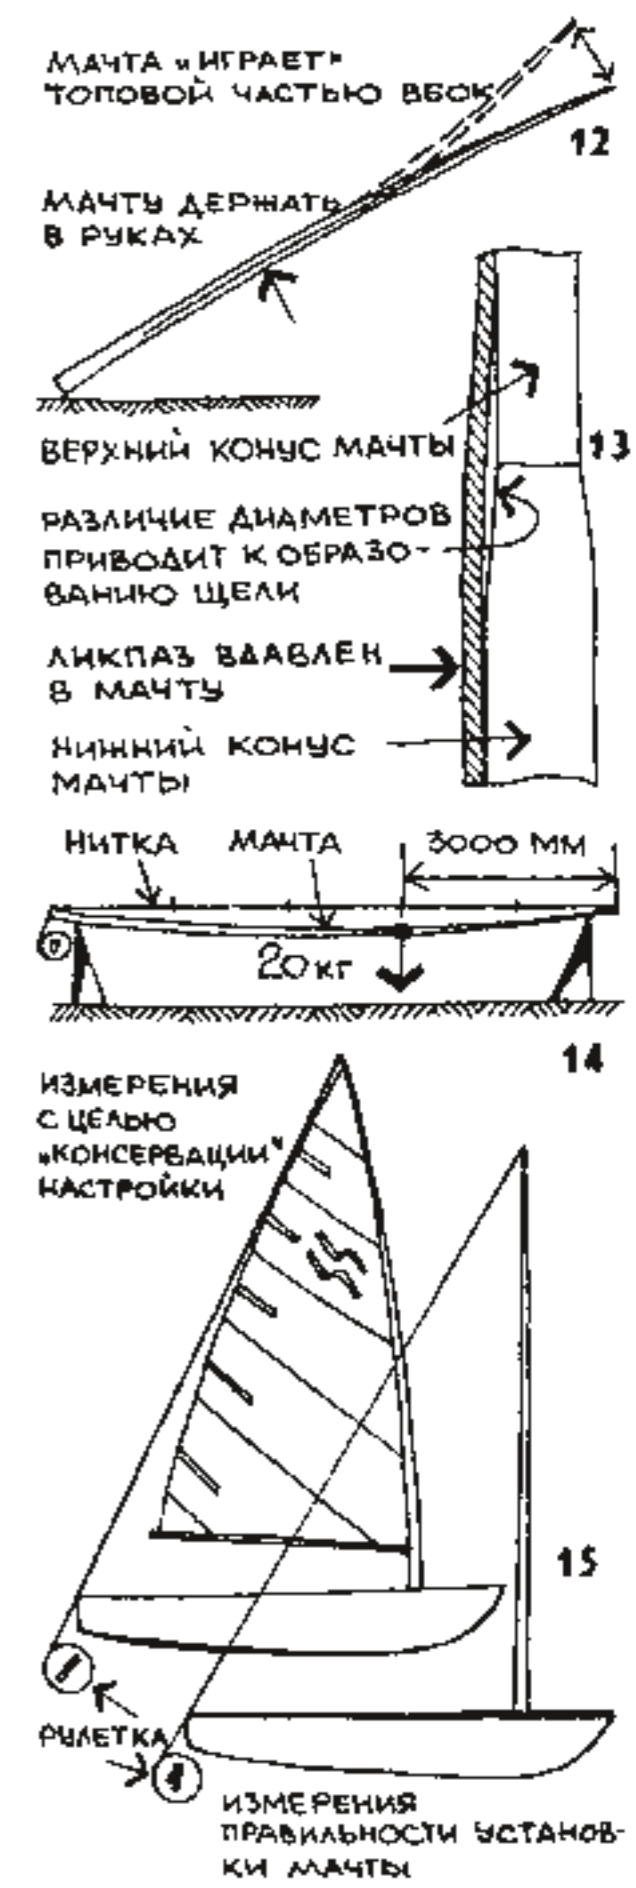 МАЧТА „ИГРАЕТ"
ТОПОВОЙ ЧАСТЬЮ ВБОК
12
МАЧТУ ДЕРЖАТЬ
В РУКАХ
ВЕРХНИЙ КОНУС МАЧТЫ
13
РАЗЛИЧИЕ ДИАМЕТРОВ
ПРИВОДИТ К ОБРАЗО-
ВАНИЮ ЩЕЛИ
ЛИКПАЗ ВДАВЛЕН
В МАЧТУ
НИЖНИЙ КОНУС
МАЧТЫ
НИТКА МАЧТА 3000 ММ
20 кг
14
ИЗМЕРЕНИЯ
С ЦЕЛЬЮ
„КОНСЕРВАЦИИ"
НАСТРОЙКИ
15
РУЛЕТКА
ИЗМЕРЕНИЯ
ПРАВИЛЬНОСТИ УСТАНОВ-
КИ МАЧТЫ